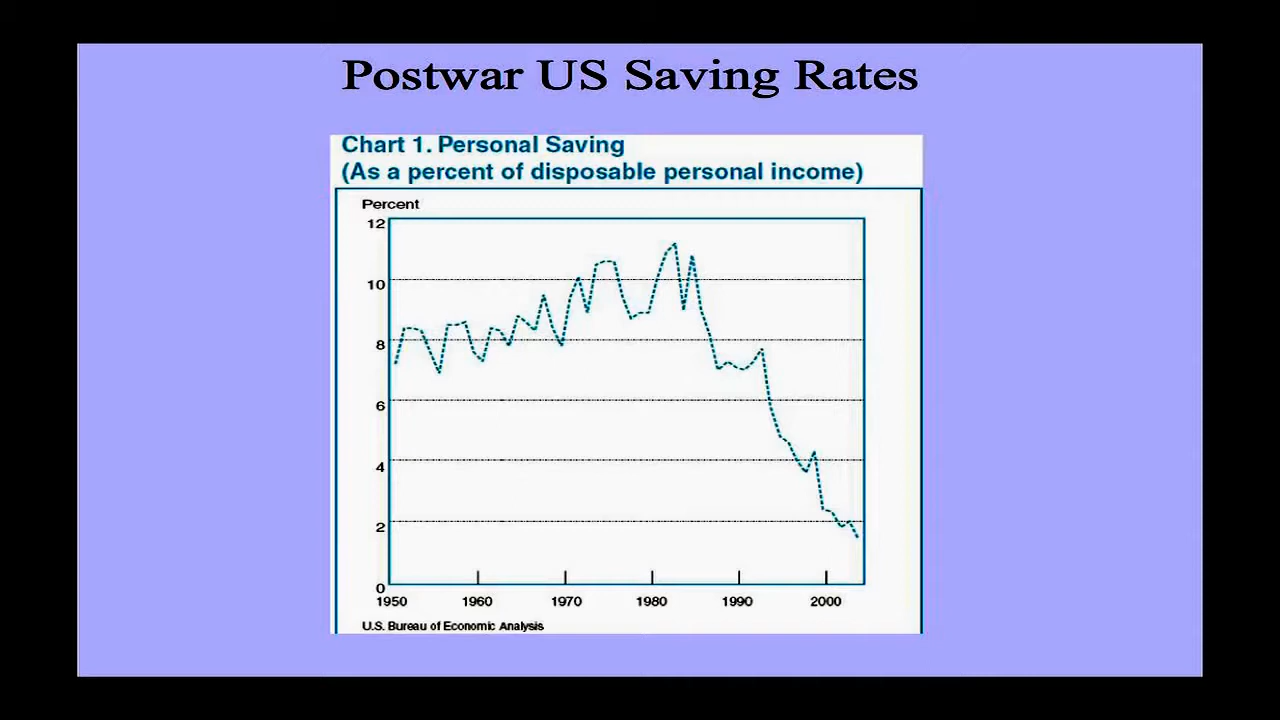 Postwar US Saving Rates
Chart 1. Personal Saving
(As a percent of disposable personal income)
Percent
12
10
8
6
4
2
0
1950 1960 1970 1980 1990 2000
U.S. Bureau of Economic Analysis